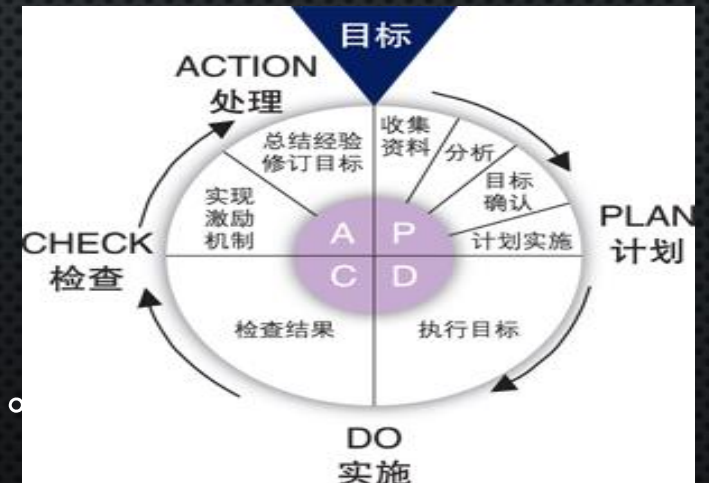 目标
ACTION
处理
总结经验
修订目标
收集
资料
分析
目标
确认
计划实施
PLAN
计划
实现
激励
机制
CHECK
检查
A
P
C
D
检查结果
执行目标
DO
实施